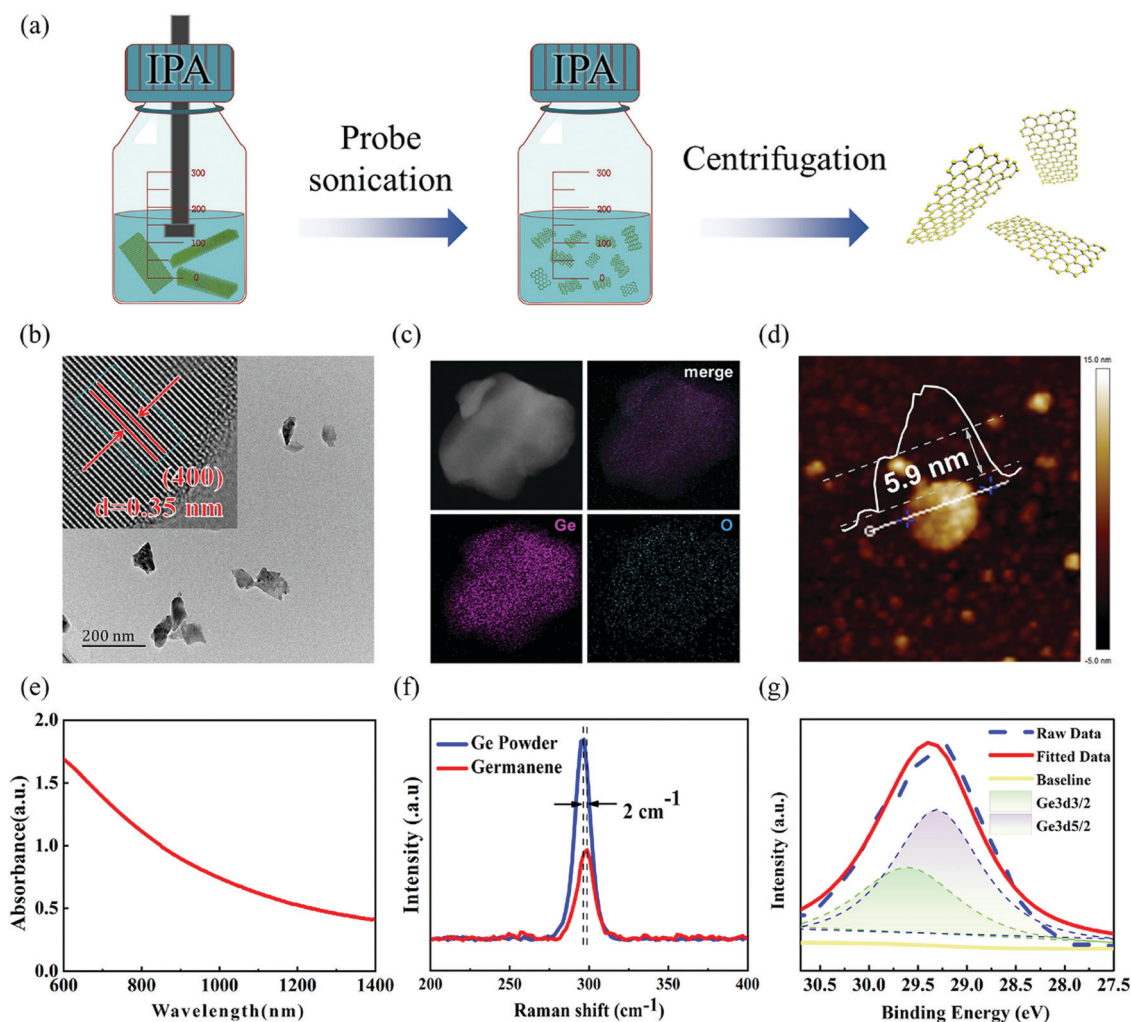 (a)
IPA
300
200
100
0
Probe
sonication
IPA
300
200
100
0
Centrifugation
(b)
(400)
d=0.35 nm
200 nm
(c)
merge
Ge
O
(d)
15.0 nm
5.9 nm
-5.0 nm
(e)
2.0
1.5
1.0
0.5
0.0
Absorbance(a.u.)
600
800
1000
1200
1400
Wavelength(nm)
(f)
Ge Powder
Germanene
2 cm-1
Intensity (.a.u)
200
250
300
350
400
Raman shift (cm-1)
(g)
Raw Data
Fitted Data
Baseline
Ge3d3/2
Ge3d5/2
Intensity (a.u.)
30.5
30.0
29.5
29.0
28.5
28.0
27.5
Binding Energy (eV)